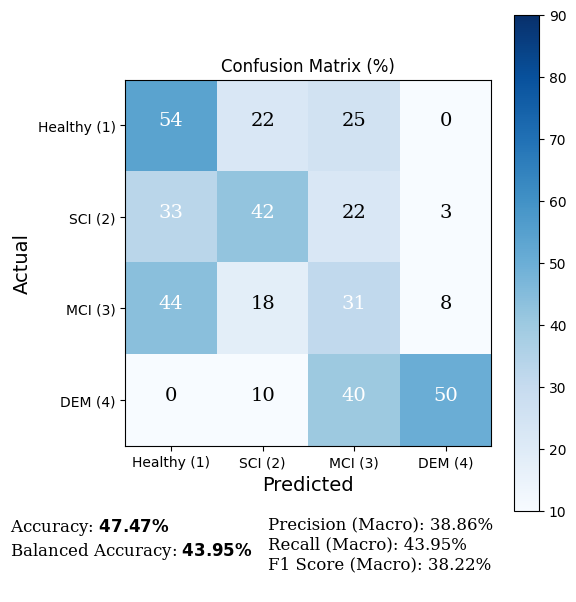 Confusion Matrix (%)
90
80
70
60
50
40
30
20
10
Actual
Healthy (1) 54 22 25 0
SCI (2) 33 42 22 3
MCI (3) 44 18 31 8
DEM (4) 0 10 40 50
Healthy (1) SCI (2) MCI (3) DEM (4)
Predicted
Accuracy: 47.47%
Balanced Accuracy: 43.95%
Precision (Macro): 38.86%
Recall (Macro): 43.95%
F1 Score (Macro): 38.22%